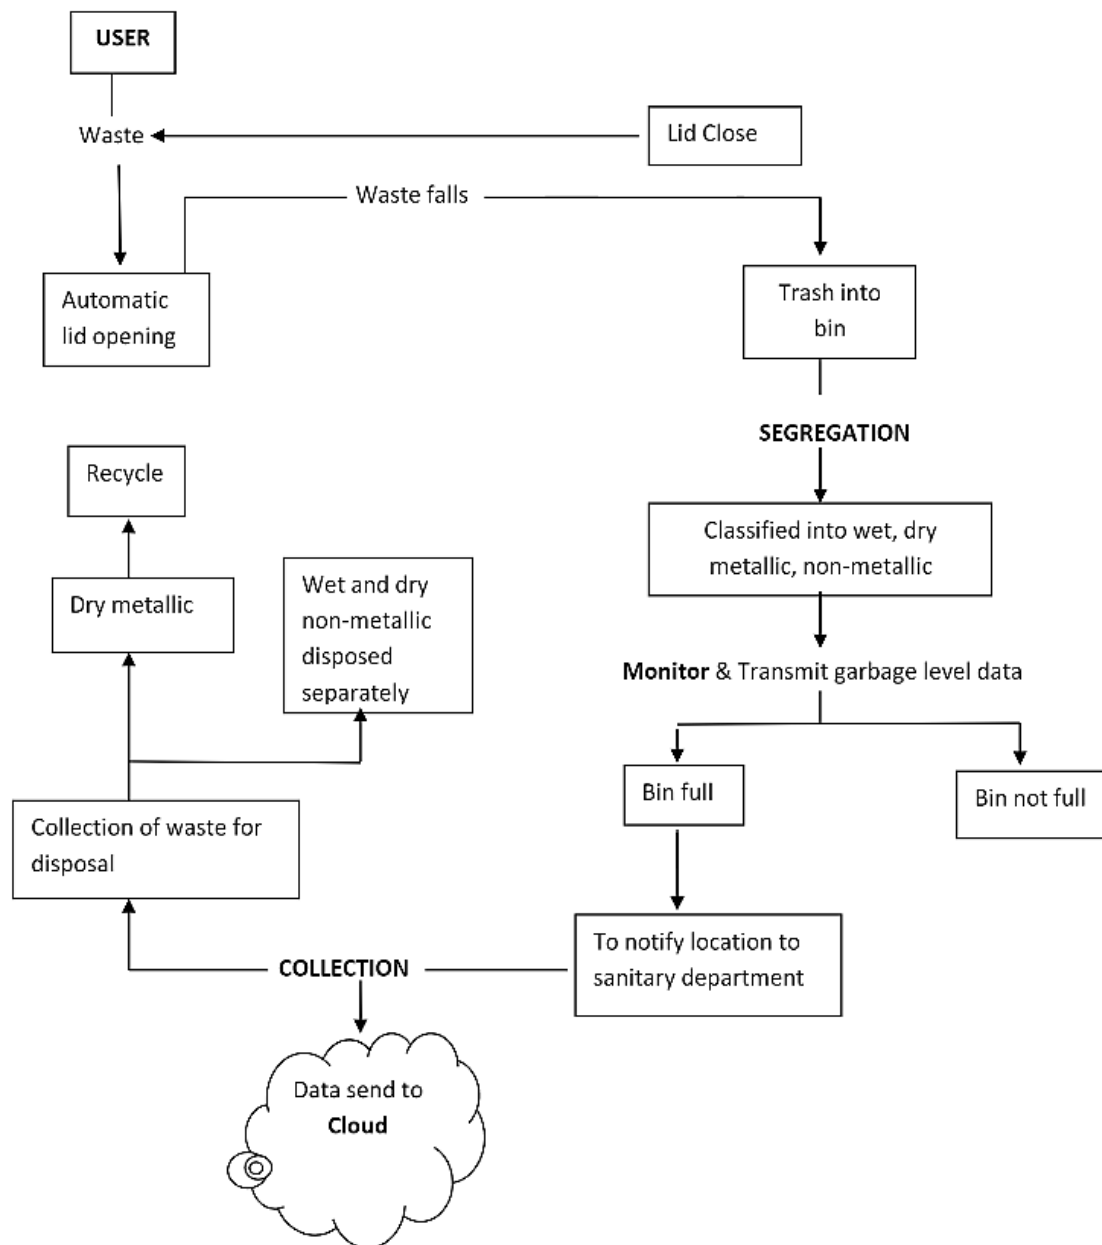 USER
Waste
Lid Close
Waste falls
Automatic
lid opening
Trash into
bin
SEGREGATION
Recycle
Classified into wet, dry
metallic, non-metallic
Dry metallic
Wet and dry
non-metallic
disposed
separately
Monitor & Transmit garbage level data
Bin full
Bin not full
Collection of waste for
disposal
To notify location to
sanitary department
COLLECTION
Data send to
Cloud